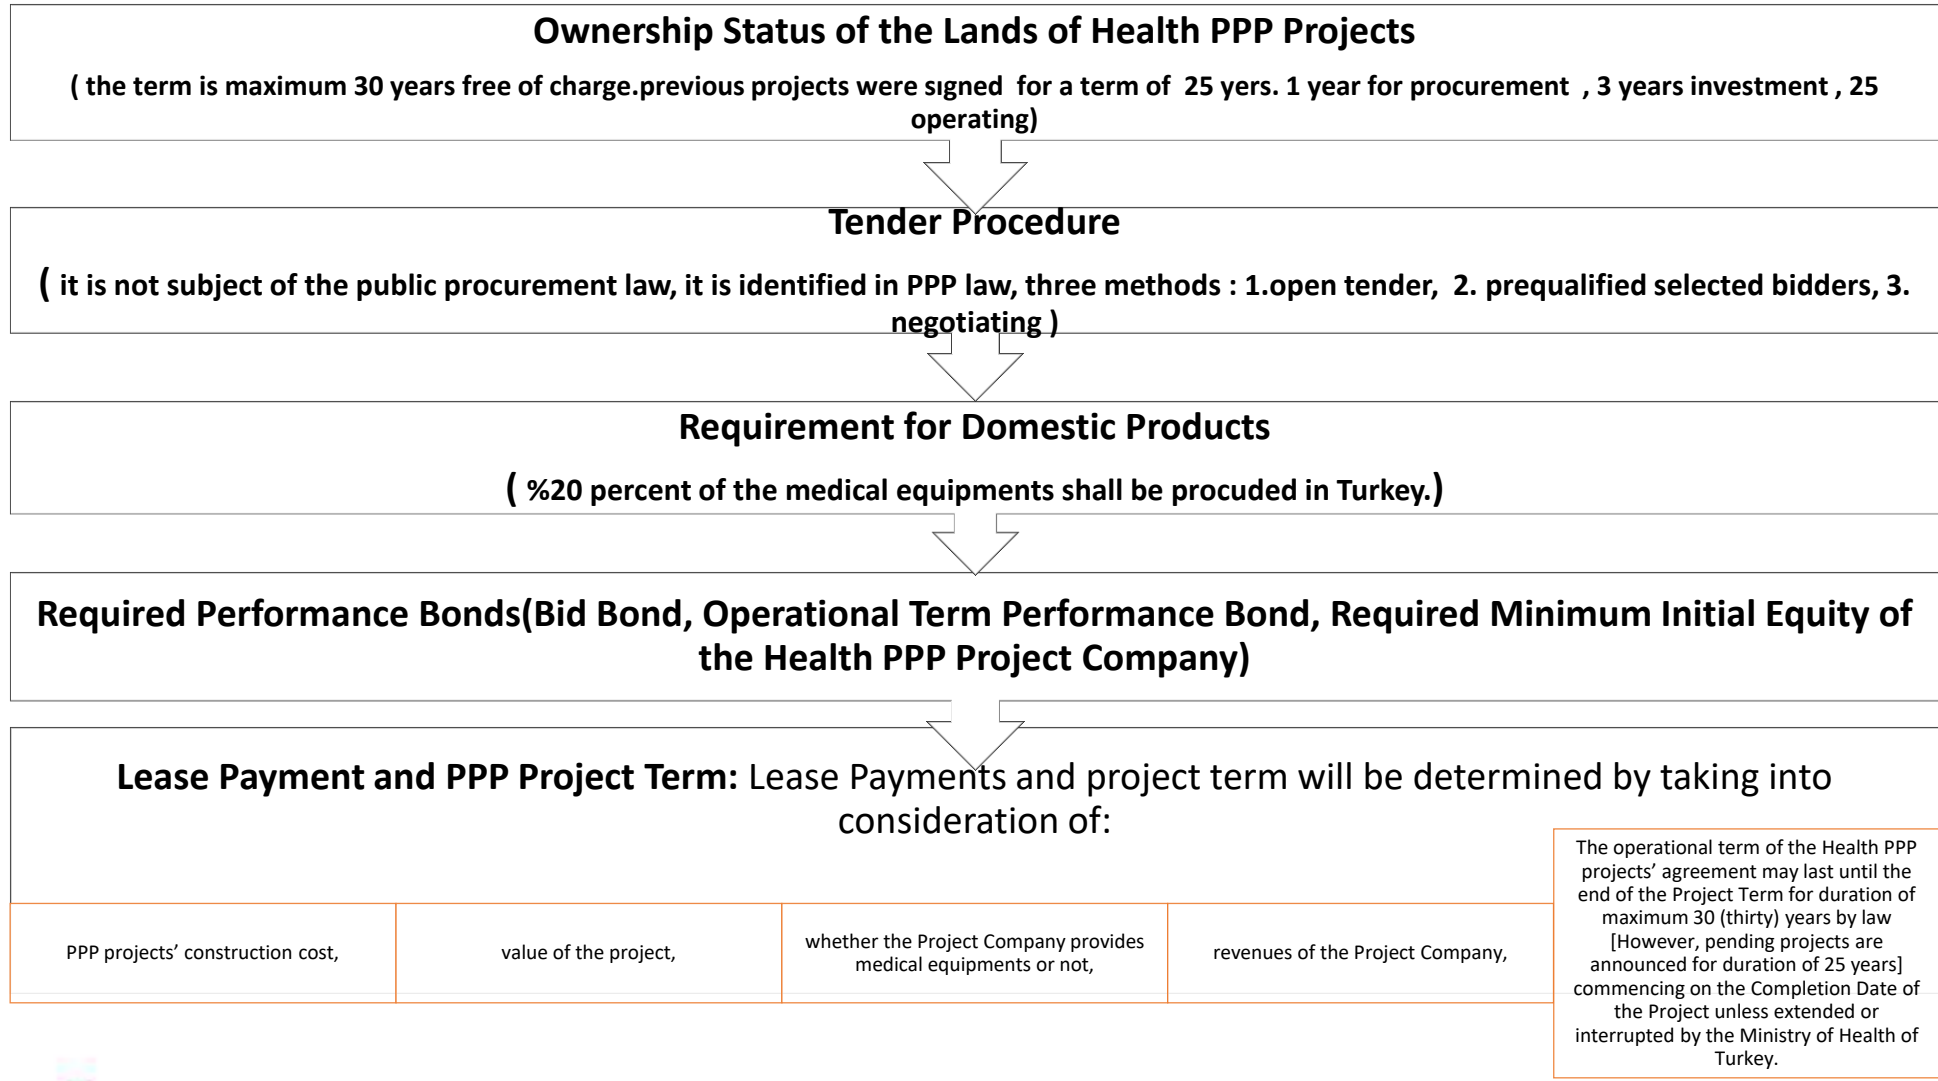 Ownership Status of the Lands of Health PPP Projects
( the term is maximum 30 years free of charge.previous projects were sıgned for a term of 25 yers. 1 year for procurement , 3 years investment , 25
operating)
Tender Procedure
( it is not subject of the public procurement law, it is identified in PPP law, three methods : 1.open tender, 2. prequalified selected bidders, 3.
negotiating )
Requirement for Domestic Products
( %20 percent of the medical equipments shall be procuded in Turkey.)
Required Performance Bonds(Bid Bond, Operational Term Performance Bond, Required Minimum Initial Equity of
the Health PPP Project Company)
Lease Payment and PPP Project Term: Lease Payments and project term will be determined by taking into
consideration of:
PPP projects’ construction cost,
value of the project,
whether the Project Company provides
medical equipments or not,
revenues of the Project Company,
The operational term of the Health PPP
projects’ agreement may last until the
end of the Project Term for duration of
maximum 30 (thirty) years by law
[However, pending projects are
announced for duration of 25 years]
commencing on the Completion Date of
the Project unless extended or
interrupted by the Ministry of Health of
Turkey.